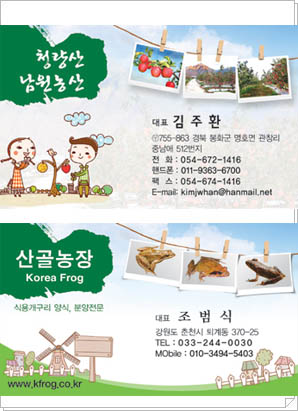 청량산
남원농산
대표 김주환
㉾755-863 경북 봉화군 명호면 관창리
중남애 512번지
전 화 : 054-672-1416
핸드폰 : 011-9363-6700
팩 스 : 054-674-1416
E-mail: kimjwhan@hanmail.net
산골농장
Korea Frog
식용개구리 양식, 분양전문
대표 조범식
강원도 춘천시 퇴계동 370-25
TEL : 033-244-0030
MObile : 010-3494-5403
www.kfrog.co.kr